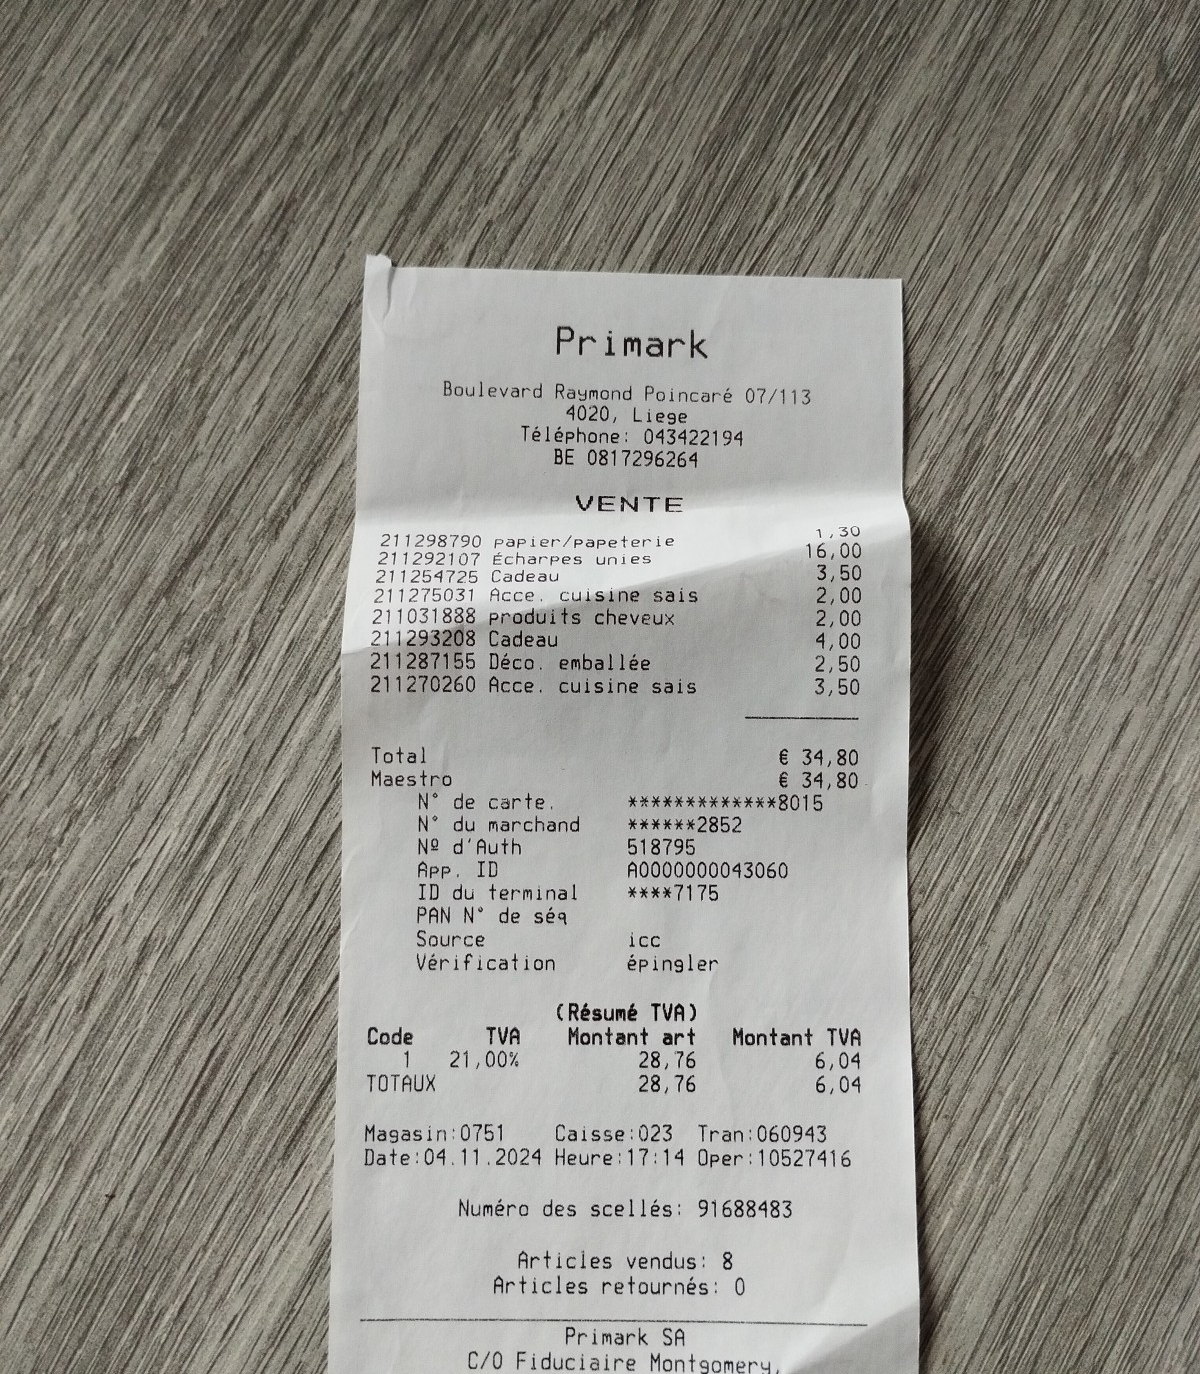 Primark
Boulevard Raymond Poincaré 07/113
4020, Liege
Téléphone: 043422194
BE 0817296264
VENTE
211298790 papier/papeterie 1,30
211292107 Écharpes unies 16,00
211254725 Cadeau 3,50
211275031 Acce. cuisine sais 2,00
211031888 produits cheveux 2,00
211293208 Cadeau 4,00
211287155 Déco. emballée 2,50
211270260 Acce. cuisine sais 3,50
Total € 34,80
Maestro € 34,80
N° de carte. *************8015
N° du marchand ******2852
Nº d'Auth 518795
App. ID A0000000043060
ID du terminal ****7175
PAN N° de séq
Source icc
Vérification épingler
(Résumé TVA)
Code TVA Montant art Montant TVA
1 21,00% 28,76 6,04
TOTAUX 28,76 6,04
Magasin:0751 Caisse:023 Tran:060943
Date:04.11.2024 Heure:17:14 Oper:10527416
Numéro des scellés: 91688483
Articles vendus: 8
Articles retournés: 0
Primark SA
C/O Fiduciaire Montgomery,